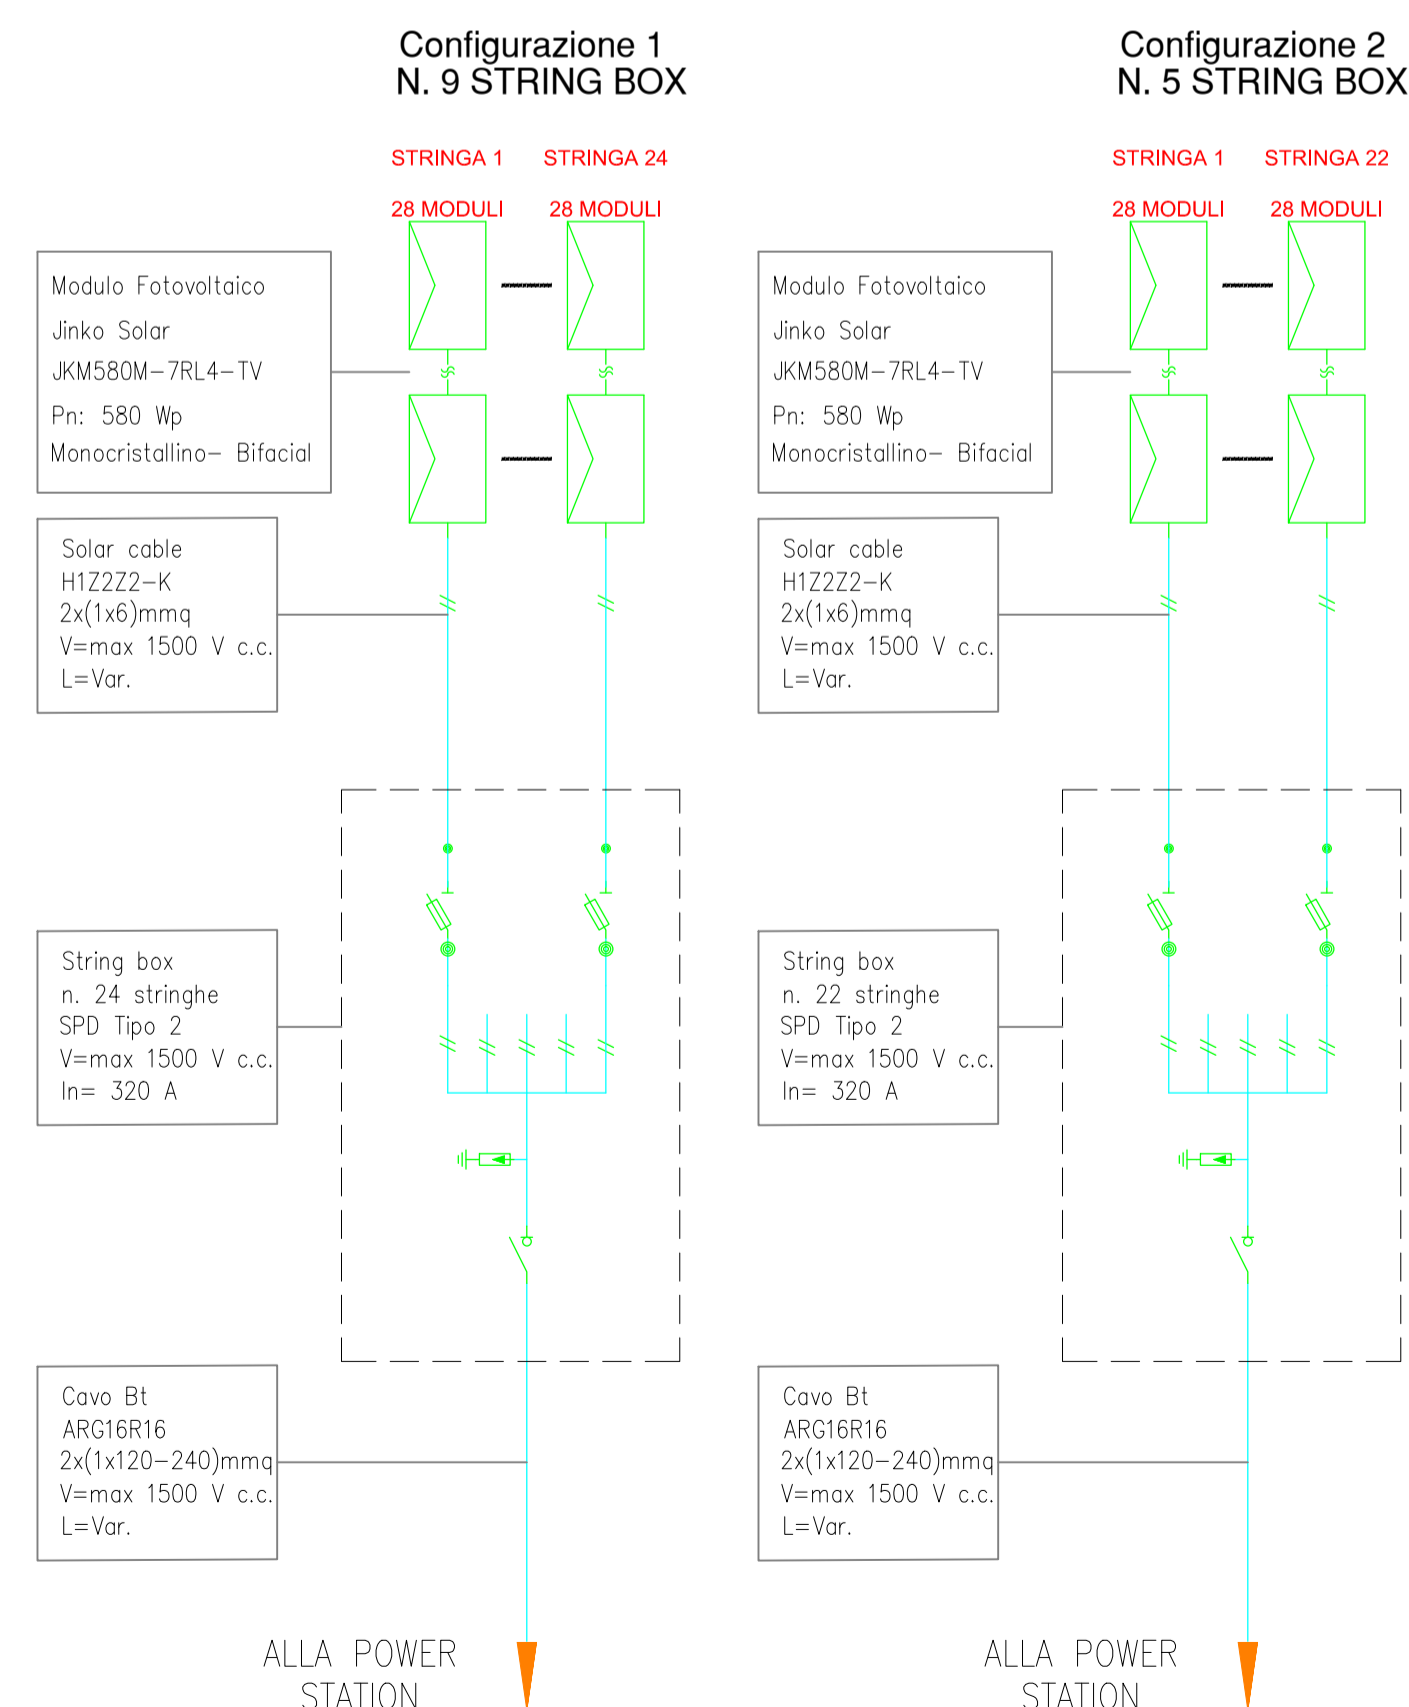 Configurazione 1
N. 9 STRING BOX
STRINGA 1 STRINGA 24
28 MODULI 28 MODULI
Modulo Fotovoltaico
Jinko Solar
JKM580M-7RL4-TV
Pn: 580 Wp
Monocristallino- Bifacial
Solar cable
H1Z2Z2-K
2x(1x6)mmq
V=max 1500 V c.c.
L=Var.
String box
n. 24 stringhe
SPD Tipo 2
V=max 1500 V c.c.
In= 320 A
Cavo Bt
ARG16R16
2x(1x120-240)mmq
V=max 1500 V c.c.
L=Var.
ALLA POWER
STATION
Configurazione 2
N. 5 STRING BOX
STRINGA 1 STRINGA 22
28 MODULI 28 MODULI
Modulo Fotovoltaico
Jinko Solar
JKM580M-7RL4-TV
Pn: 580 Wp
Monocristallino- Bifacial
Solar cable
H1Z2Z2-K
2x(1x6)mmq
V=max 1500 V c.c.
L=Var.
String box
n. 22 stringhe
SPD Tipo 2
V=max 1500 V c.c.
In= 320 A
Cavo Bt
ARG16R16
2x(1x120-240)mmq
V=max 1500 V c.c.
L=Var.
ALLA POWER
STATION